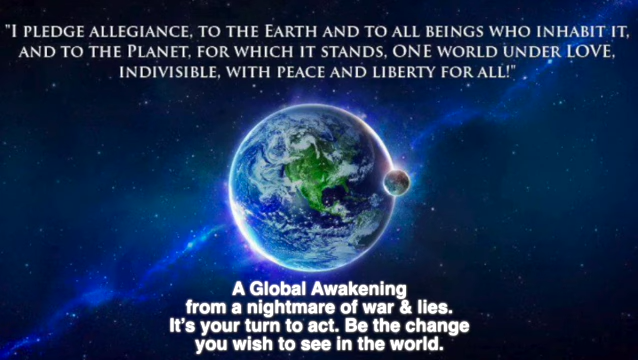 "I PLEDGE ALLEGIANCE, TO THE EARTH AND TO ALL BEINGS WHO INHABIT IT,
AND TO THE PLANET, FOR WHICH IT STANDS, ONE WORLD UNDER LOVE,
INDIVISIBLE, WITH PEACE AND LIBERTY FOR ALL!"
A Global Awakening
from a nightmare of war & lies.
It's your turn to act. Be the change
you wish to see in the world.